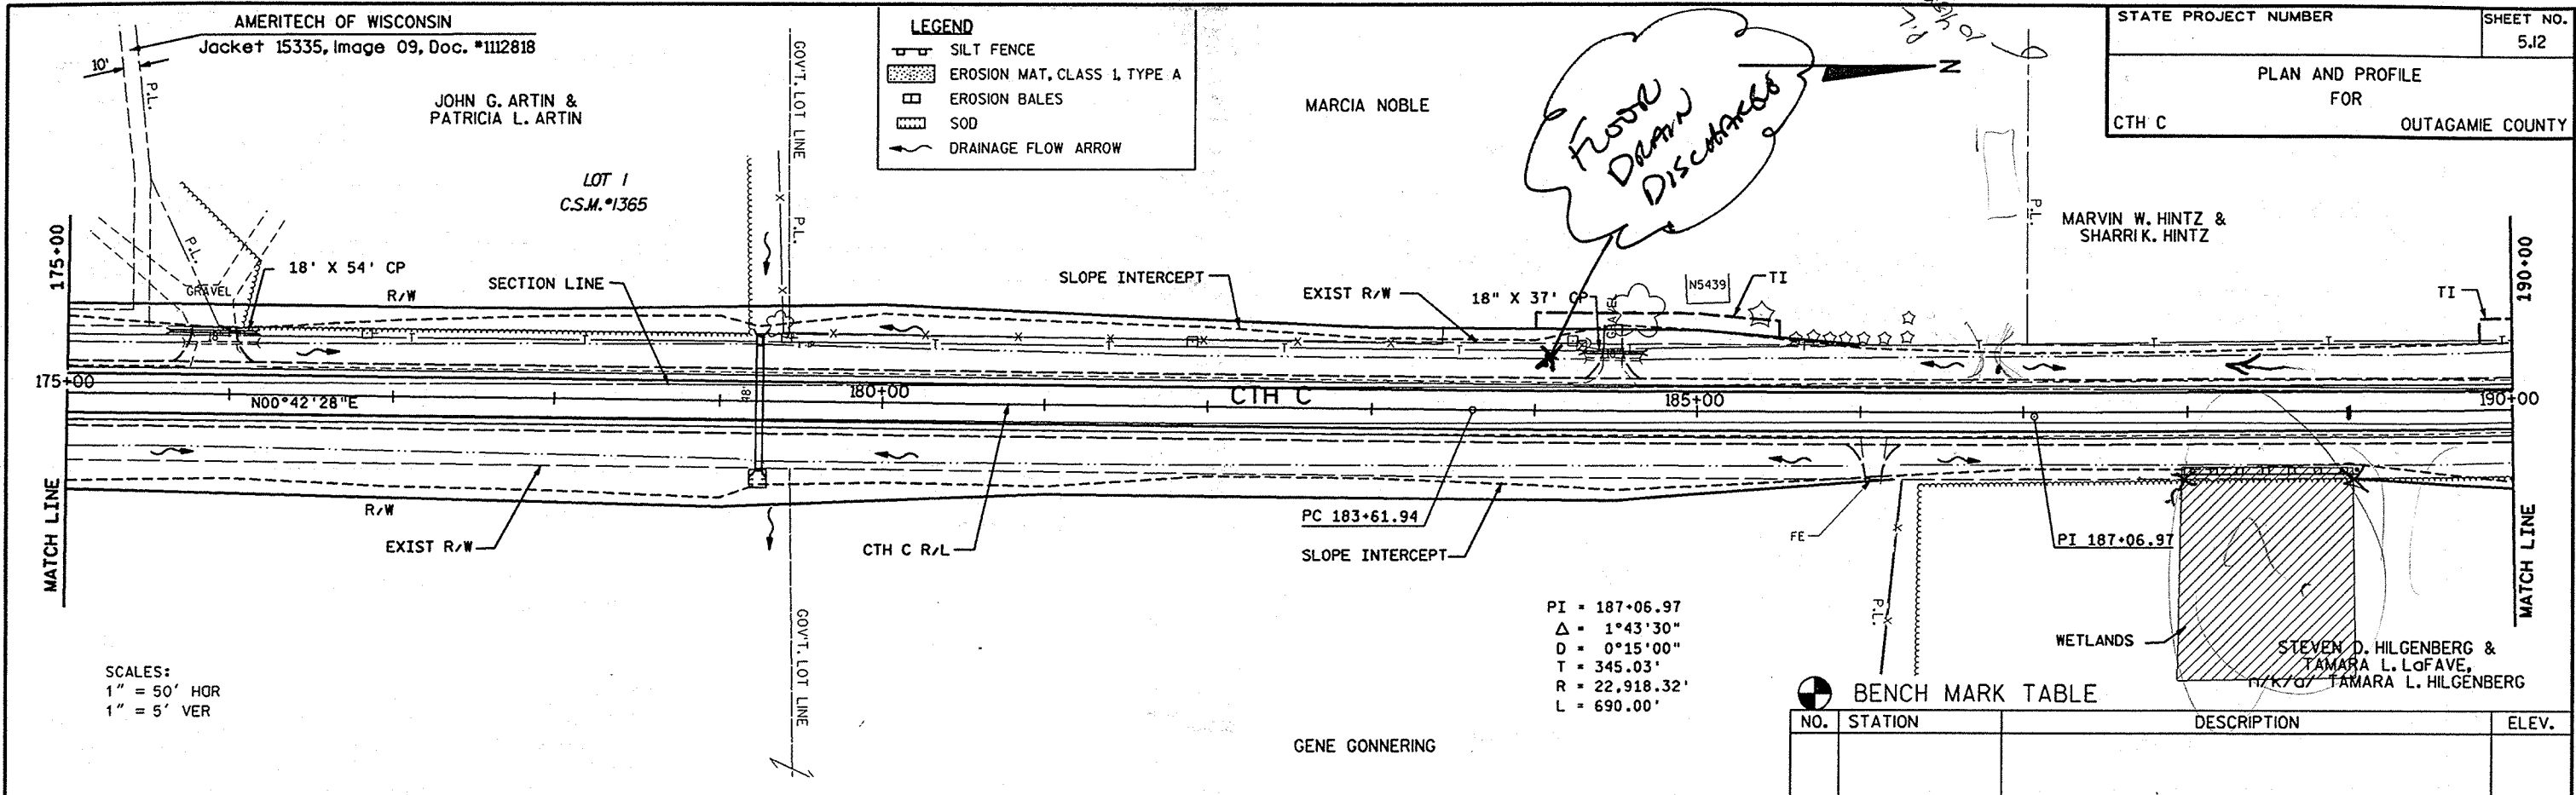 AMERITECH OF WISCONSIN
Jacket 15335, Image 09, Doc. *1112818
10'
P.L.
JOHN G. ARTIN &
PATRICIA L. ARTIN
LOT 1
C.S.M.*1365
GOVT. LOT LINE
P.L.
LEGEND
SILT FENCE
EROSION MAT, CLASS 1, TYPE A
EROSION BALES
SOD
DRAINAGE FLOW ARROW
MARCIA NOBLE
FLOOR
DRAIN
DISCHARGE
N
P.L.
STATE PROJECT NUMBER
SHEET NO.
5.12
PLAN AND PROFILE
FOR
CTH C
OUTAGAMIE COUNTY
MARVIN W. HINTZ &
SHARRI K. HINTZ
P.L.
175+00
P.L.
GRAVEL
18' X 54' CP
R/W
SECTION LINE
SLOPE INTERCEPT
EXIST R/W
18" X 37' CP
GRAVEL
N5439
TI
TI
190+00
175+00
N00°42'28"E
48"
180+00
CTH C
185+00
190+00
MATCH LINE
R/W
EXIST R/W
CTH C R/L
PC 183+61.94
SLOPE INTERCEPT
FE
P.L.
PI 187+06.97
MATCH LINE
GOV'T. LOT LINE
WETLANDS
STEVEN D. HILGENBERG &
TAMARA L. LaFAVE,
n/k/a/ TAMARA L. HILGENBERG
SCALES:
1" = 50' HOR
1" = 5' VER
PI = 187+06.97
Δ = 1°43'30"
D = 0°15'00"
T = 345.03'
R = 22,918.32'
L = 690.00'
GENE GONNERING
BENCH MARK TABLE
NO. STATION DESCRIPTION ELEV.